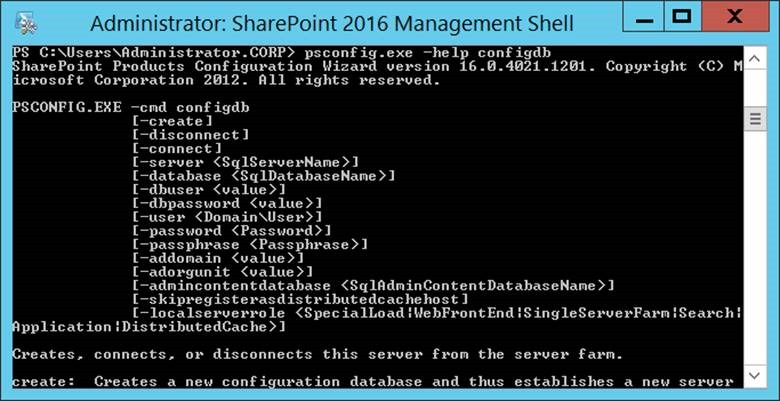 Administrator: SharePoint 2016 Management Shell
PS C:\Users\Administrator.CORP> psconfig.exe -help configdb
SharePoint Products Configuration Wizard version 16.0.4021.1201. Copyright (C) M
icrosoft Corporation 2012. All rights reserved.
PSCONFIG.EXE -cmd configdb
[-create]
[-disconnect]
[-connect]
[-server <SqlServerName>]
[-database <SqlDatabaseName>]
[-dbuser <value>]
[-dbpassword <value>]
[-user <Domain\User>]
[-password <Password>]
[-passphrase <Passphrase>]
[-addomain <value>]
[-adorgunit <value>]
[-admincontentdatabase <SqlAdminContentDatabaseName>]
[-skipregisterasdistributedcachehost]
[-localserverrole <SpecialLoad|WebFrontEnd|SingleServerFarm|Search|
Application|DistributedCache>]
Creates, connects, or disconnects this server from the server farm.
create:  Creates a new configuration database and thus establishes a new server